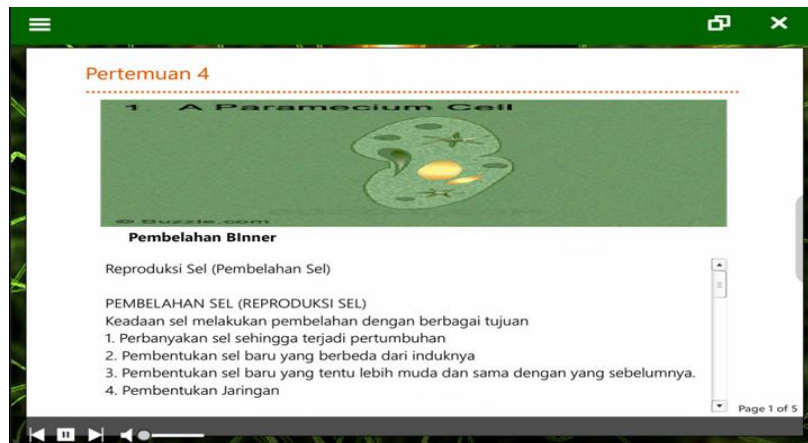 Pertemuan 4
1. A Paramecium Cell
© Buzzle.com
Pembelahan BInner
Reproduksi Sel (Pembelahan Sel)
PEMBELAHAN SEL (REPRODUKSI SEL)
Keadaan sel melakukan pembelahan dengan berbagai tujuan
1. Perbanyakan sel sehingga terjadi pertumbuhan
2. Pembentukan sel baru yang berbeda dari induknya
3. Pembentukan sel baru yang tentu lebih muda dan sama dengan yang sebelumnya.
4. Pembentukan Jaringan
Page 1 of 5